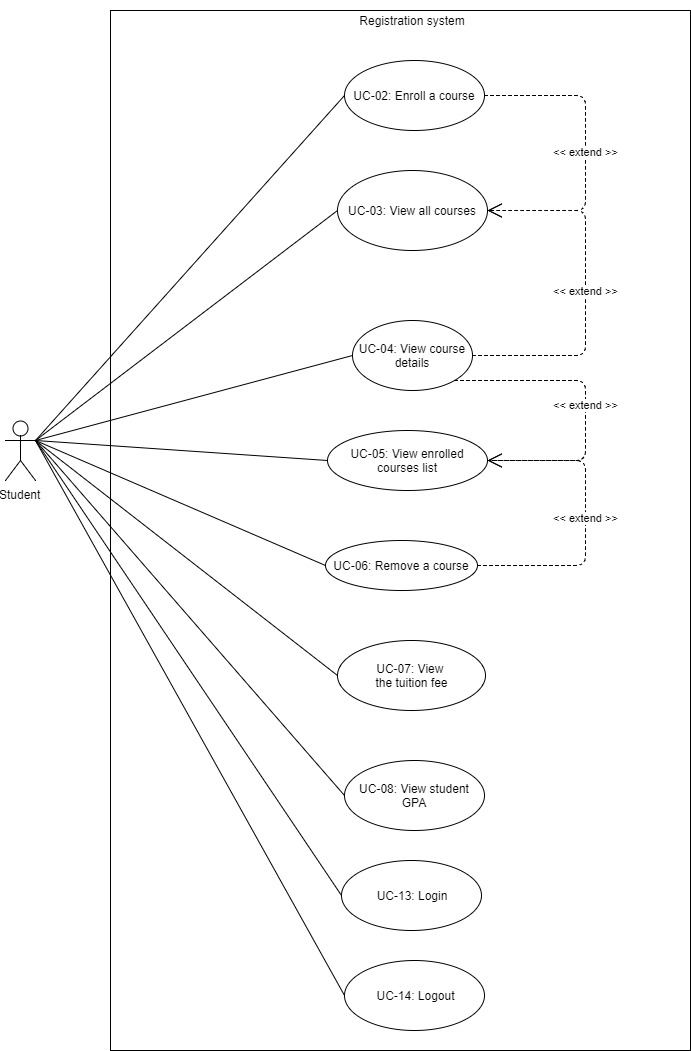 Registration system
UC-02: Enroll a course
<< extend >>
UC-03: View all courses
<< extend >>
UC-04: View course
details
<< extend >>
UC-05: View enrolled
courses list
Student
<< extend >>
UC-06: Remove a course
UC-07: View
the tuition fee
UC-08: View student
GPA
UC-13: Login
UC-14: Logout